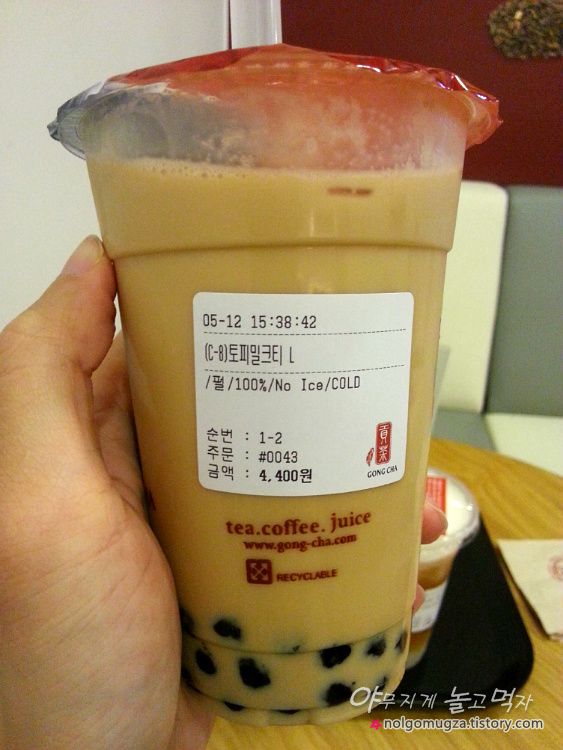 05-12 15:38:42
(C-8)토피밀크티 L
/펄/100%/No Ice/COLD
순번 : 1-2
주문 : #0043
금액 : 4,400원
貢茶
GONG CHA
tea.coffee. juice
www.gong-cha.com
RECYCLABLE
야무지게 놀고먹자
nolgomugza.tistory.com